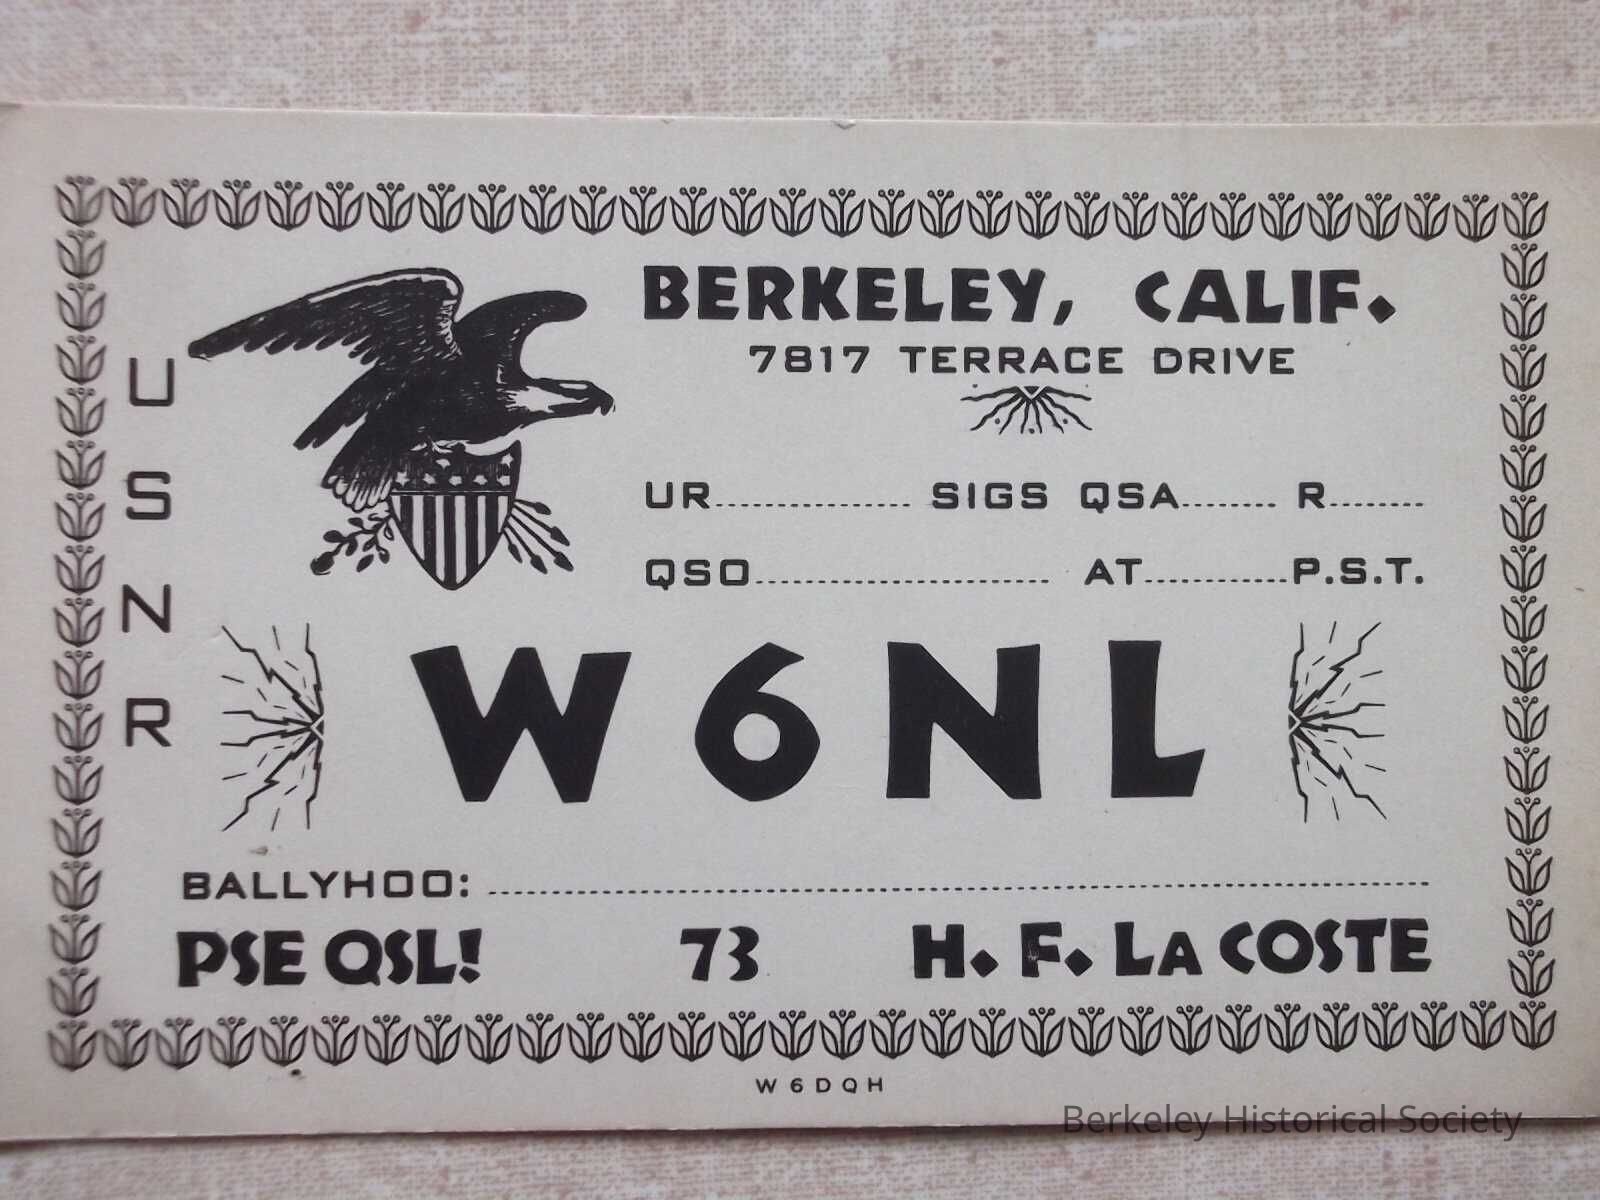 BERKELEY, CALIF.
7817 TERRACE DRIVE
USNR
UR.............. SIGS QSA....... R.......
QSO..................... AT..........P.S.T.
W6NL
BALLYHOO: ........................................
PSE QSL! 73 H. F. LA COSTE
W6DQH
Berkeley Historical Society